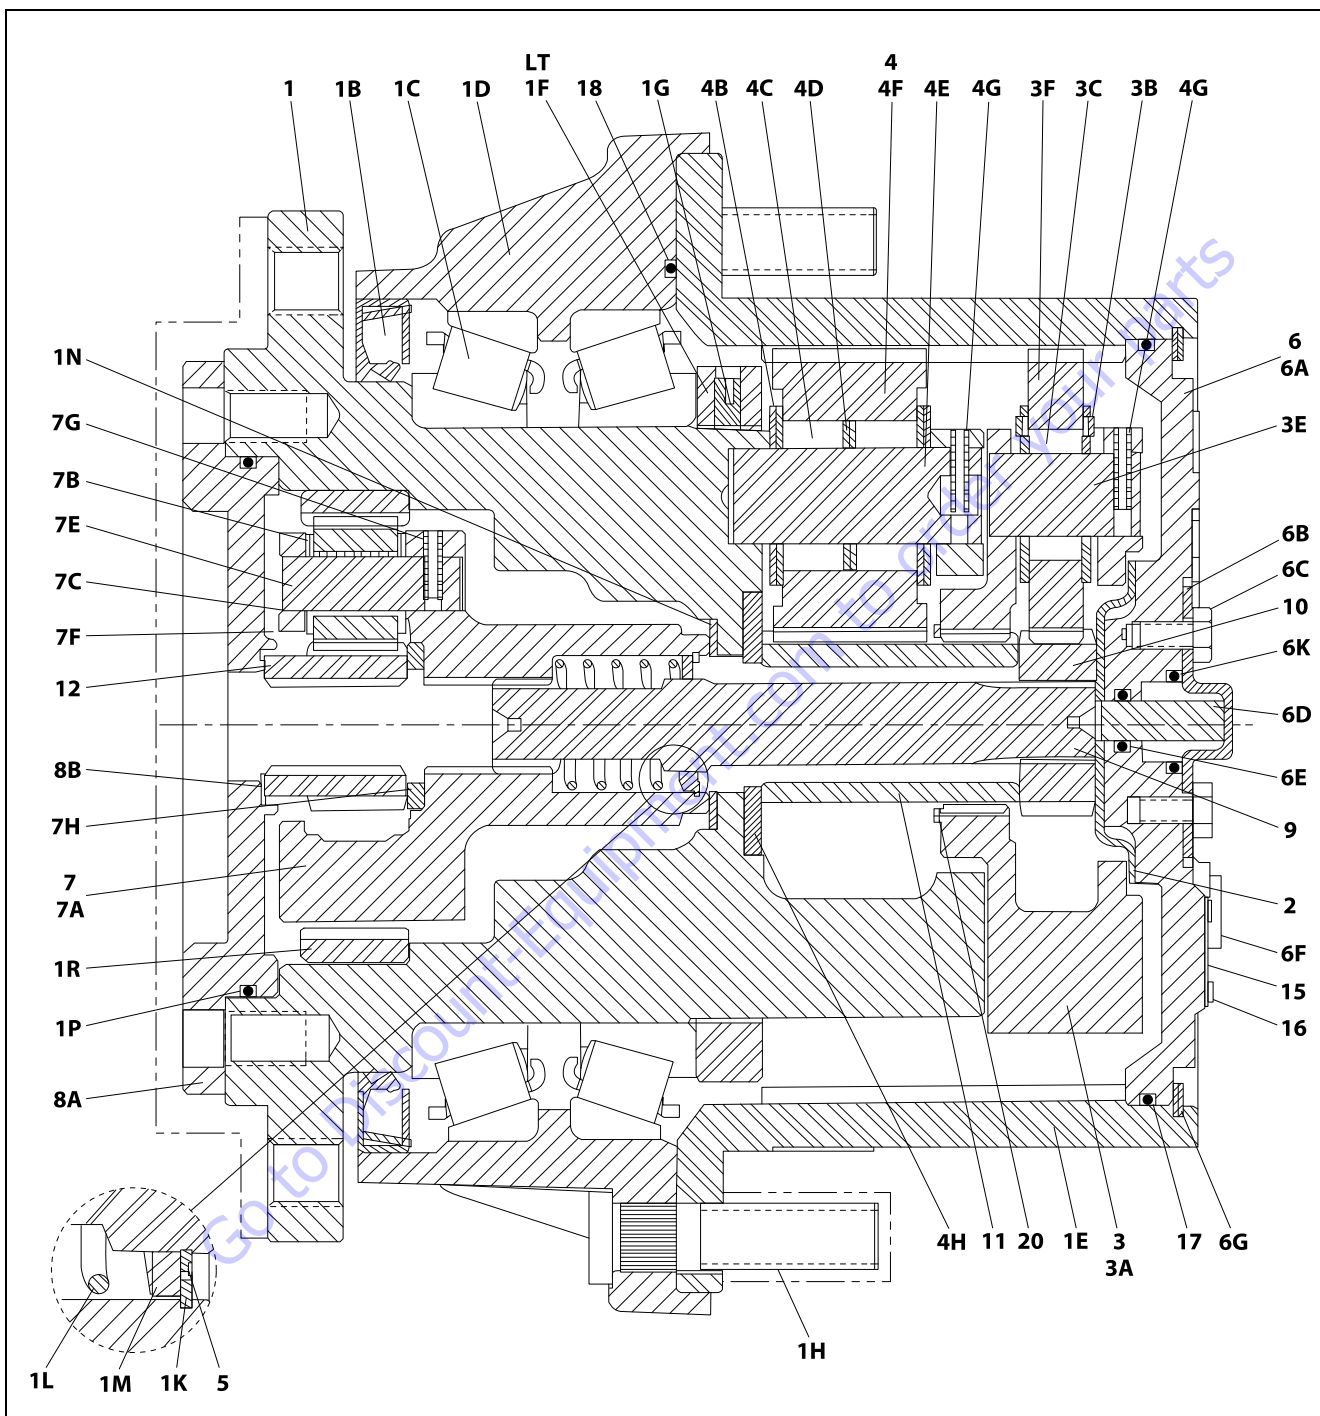 LT 4
1 1B 1C 1D 1F 18 1G 4B 4C 4D 4F 4E 4G 3F 3C 3B 4G
1N
7G
7B
7E
7C
7F
12
8B
7H
7
7A
1R
1P
8A
6
6A
3E
6B
6C
10
6K
6D
6E
9
2
6F
15
16
4H 11 20 1E 3 17 6G
3A
1H
1L 1M 1K 5
Go to Discount-Equipment.com to order your parts